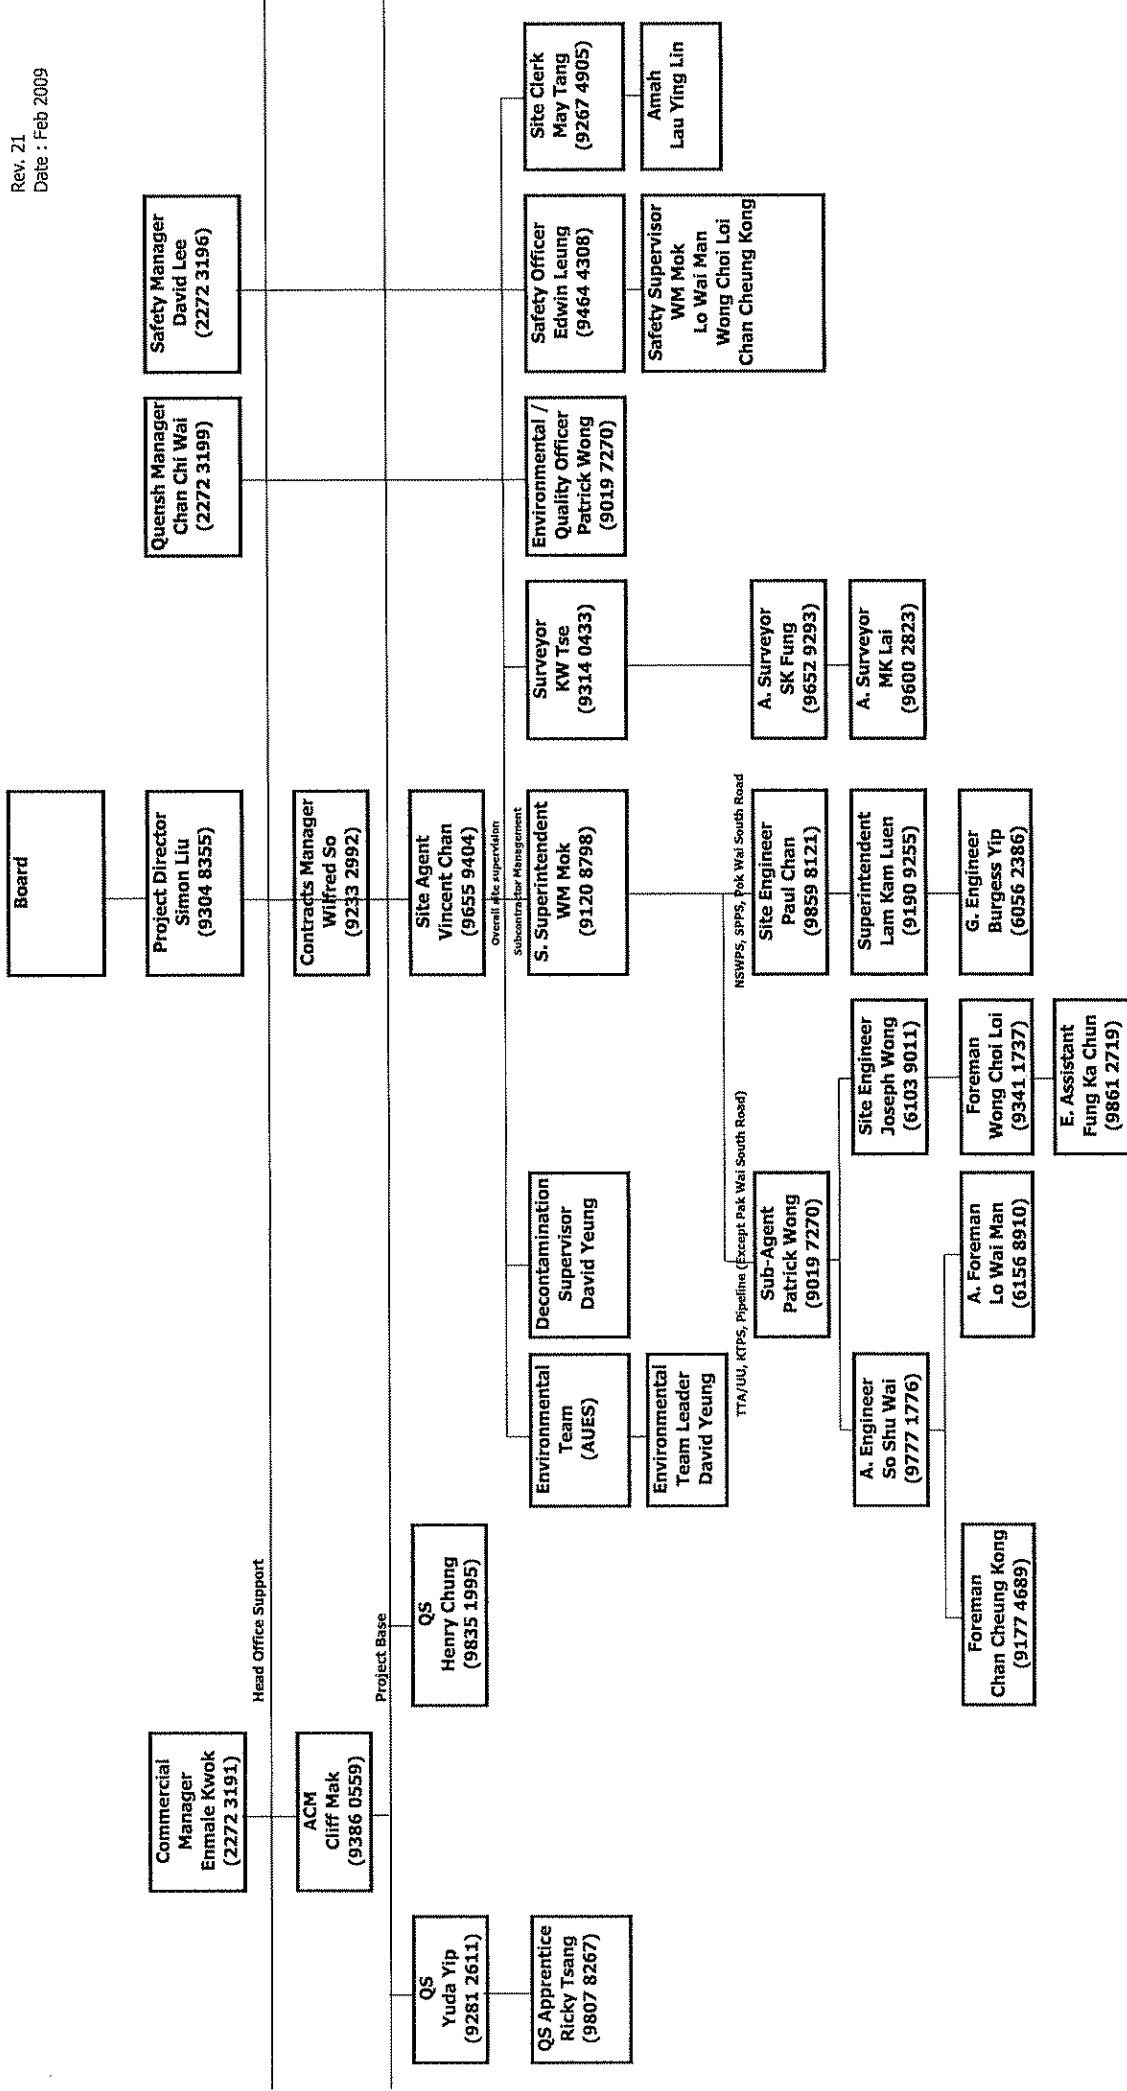 Rev. 21
Date : Feb 2009
Board
Commercial
Manager
Enmale Kwok
(2272 3191)
Project Director
Simon Liu
(9304 8355)
Quensh Manager
Chan Chi Wai
(2272 3199)
Safety Manager
David Lee
(2272 3196)
Head Office Support
ACM
Cliff Mak
(9386 0559)
Contracts Manager
Wilfred So
(9233 2992)
Project Base
QS
Yuda Yip
(9281 2611)
QS
Henry Chung
(9835 1995)
Site Agent
Vincent Chan
(9655 9404)
Overall site supervision
Subcontractor Management
QS Apprentice
Ricky Tsang
(9807 8267)
Environmental
Team
(AUES)
Decontamination
Supervisor
David Yeung
S. Superintendent
WM Mok
(9120 8798)
Surveyor
KW Tse
(9314 0433)
Environmental /
Quality Officer
Patrick Wong
(9019 7270)
Safety Officer
Edwin Leung
(9464 4308)
Site Clerk
May Tang
(9267 4905)
Environmental
Team Leader
David Yeung
Safety Supervisor
WM Mok
Lo Wai Man
Wong Choi Loi
Chan Cheung Kong
Amah
Lau Ying Lin
TTA/UU, KTPS, Pipeline (Except Pak Wai South Road)
NSWPS, SPPS, Pok Wai South Road
Sub-Agent
Patrick Wong
(9019 7270)
Site Engineer
Paul Chan
(9859 8121)
A. Surveyor
SK Fung
(9652 9293)
A. Engineer
So Shu Wai
(9777 1776)
Site Engineer
Joseph Wong
(6103 9011)
Superintendent
Lam Kam Luen
(9190 9255)
A. Surveyor
MK Lai
(9600 2823)
Foreman
Chan Cheung Kong
(9177 4689)
A. Foreman
Lo Wai Man
(6156 8910)
Foreman
Wong Choi Loi
(9341 1737)
G. Engineer
Burgess Yip
(6056 2386)
E. Assistant
Fung Ka Chun
(9861 2719)